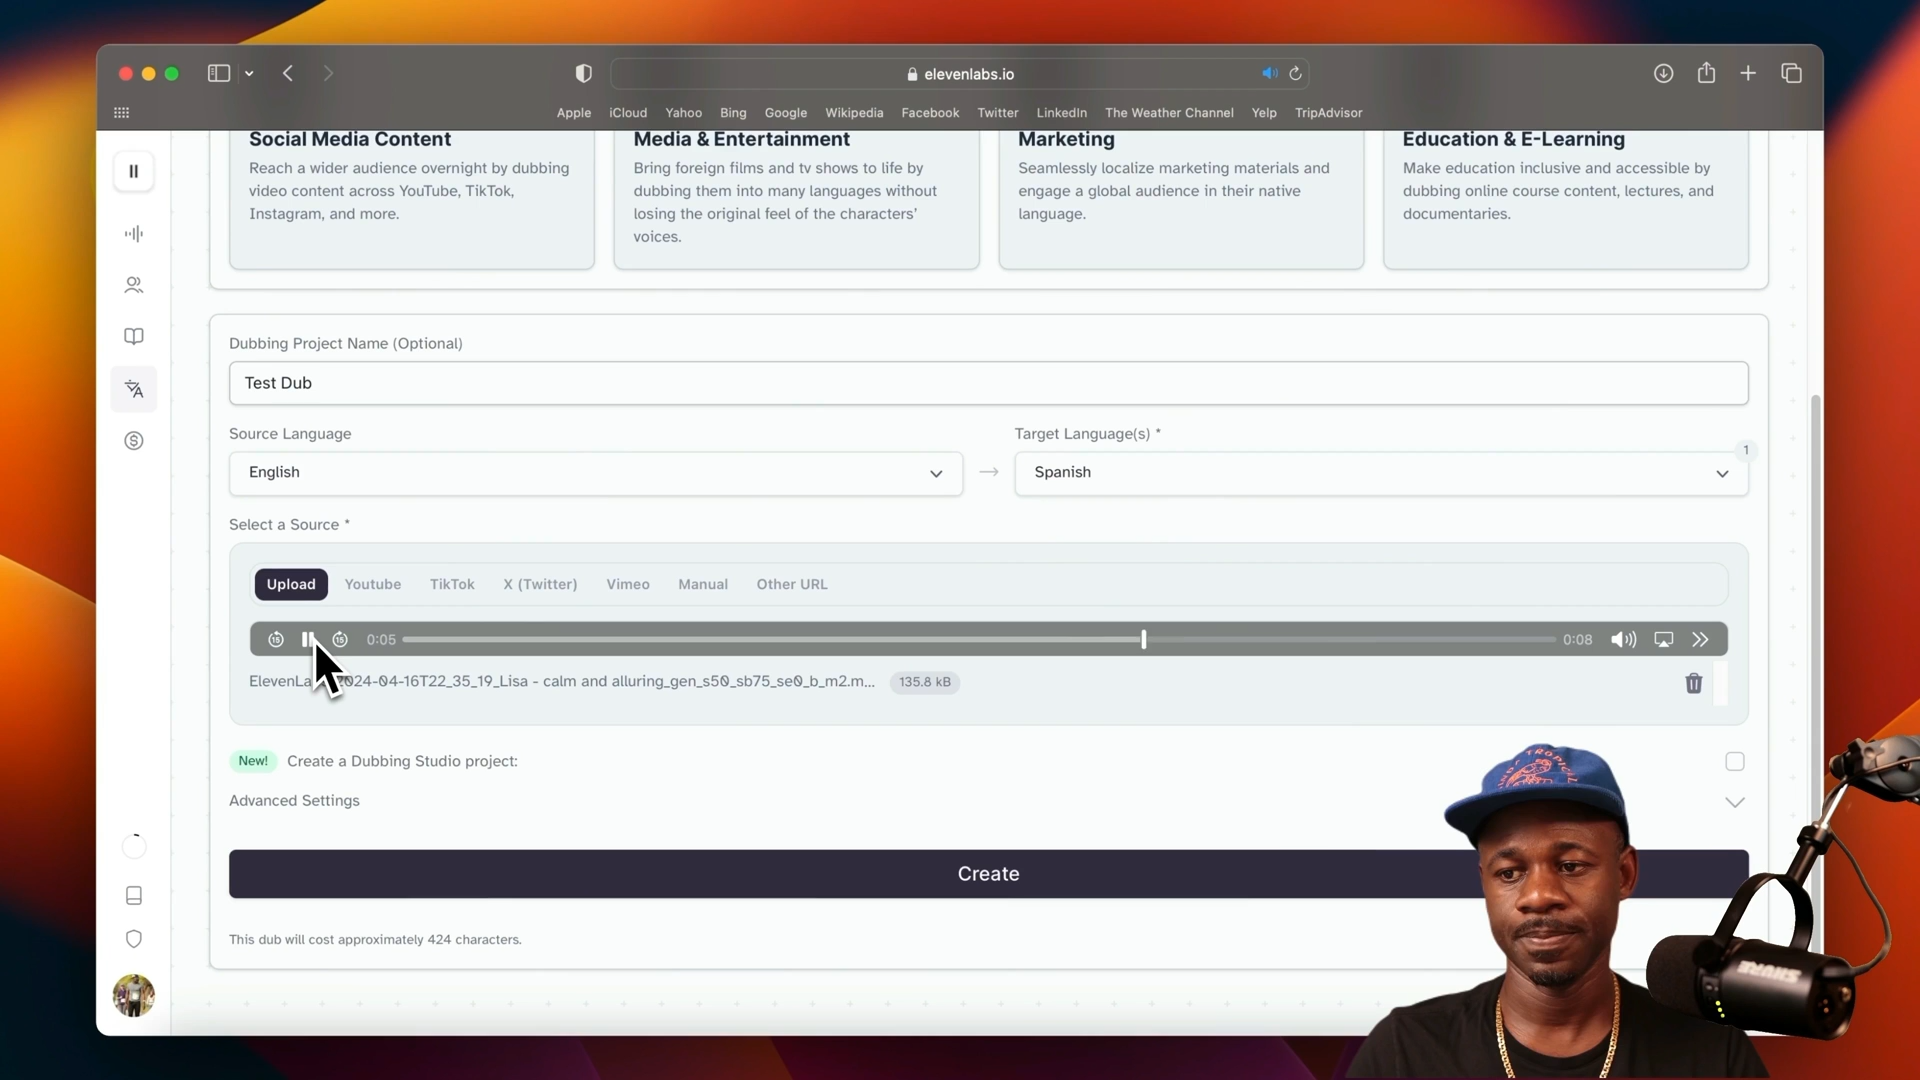 elevenlabs.io
Apple iCloud Yahoo Bing Google Wikipedia Facebook Twitter LinkedIn The Weather Channel Yelp TripAdvisor
Social Media Content
Reach a wider audience overnight by dubbing
video content across YouTube, TikTok,
Instagram, and more.
Media & Entertainment
Bring foreign films and tv shows to life by
dubbing them into many languages without
losing the original feel of the characters’
voices.
Marketing
Seamlessly localize marketing materials and
engage a global audience in their native
language.
Education & E-Learning
Make education inclusive and accessible by
dubbing online course content, lectures, and
documentaries.
Dubbing Project Name (Optional)
Test Dub
Source Language
English
Target Language(s) *
1
Spanish
Select a Source *
Upload Youtube TikTok X (Twitter) Vimeo Manual Other URL
15 15 0:05 0:08
ElevenLa 024-04-16T22_35_19_Lisa - calm and alluring_gen_s50_sb75_se0_b_m2.m... 135.8 kB
New! Create a Dubbing Studio project:
Advanced Settings
Create
This dub will cost approximately 424 characters.
TROPICAL
SHURE